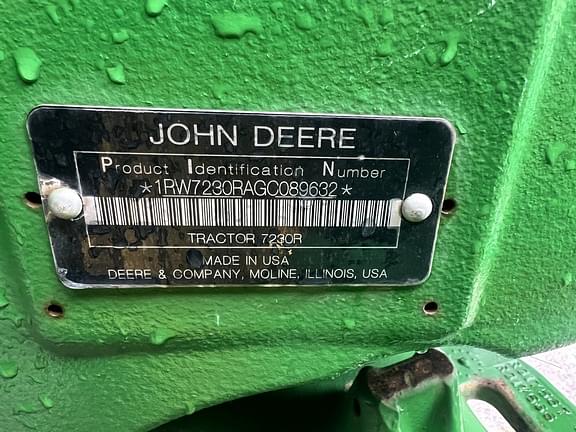 JOHN DEERE
Product Identification Number
*1RW7230RAGC089632*
TRACTOR 7230R
MADE IN USA
DEERE & COMPANY, MOLINE, ILLINOIS, USA